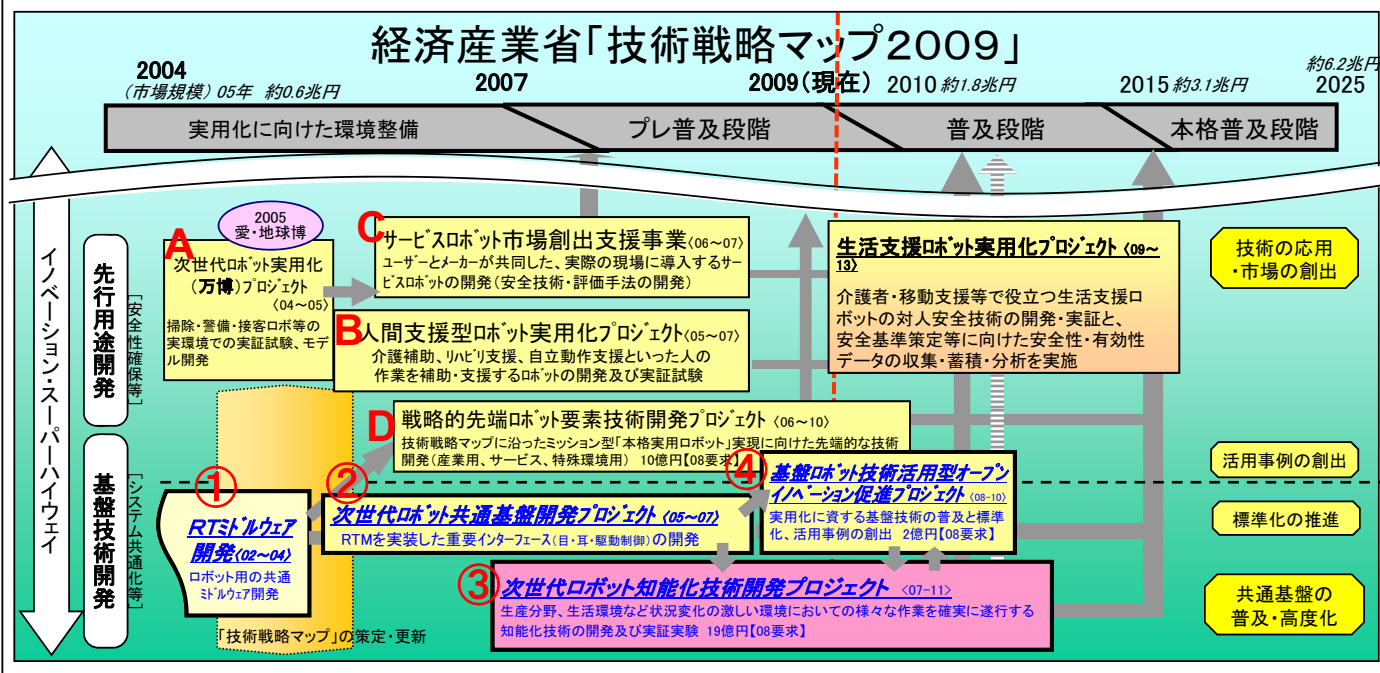 経済産業省「技術戦略マップ2009」
2004
(市場規模) 05年 約0.6兆円
2007
2009(現在)
2010 約1.8兆円
2015 約3.1兆円
約6.2兆円
2025
実用化に向けた環境整備
プレ普及段階
普及段階
本格普及段階
イノベーション・スーパーハイウェイ
先行用途開発
[安全性確保等]
基盤技術開発
[システム共通化等]
2005
愛・地球博
A
次世代ロボット実用化
(万博)プロジェクト
〈04~05〉
掃除・警備・接客ロボ等の
実環境での実証試験、モデ
ル開発
C
サービスロボット市場創出支援事業〈06~07〉
ユーザーとメーカーが共同した、実際の現場に導入するサー
ビスロボットの開発(安全技術・評価手法の開発)
B
人間支援型ロボット実用化プロジェクト〈05~07〉
介護補助、リハビリ支援、自立動作支援といった人の
作業を補助・支援するロボットの開発及び実証試験
生活支援ロボット実用化プロジェクト〈09~
13〉
介護者・移動支援等で役立つ生活支援ロ
ボットの対人安全技術の開発・実証と、
安全基準策定等に向けた安全性・有効性
データの収集・蓄積・分析を実施
D
戦略的先端ロボット要素技術開発プロジェクト〈06~10〉
技術戦略マップに沿ったミッション型「本格実用ロボット」実現に向けた先端的な技術
開発(産業用、サービス、特殊環境用) 10億円【08要求】
①
RTミドルウェア
開発〈02~04〉
ロボット用の共通
ミドルウェア開発
②
次世代ロボット共通基盤開発プロジェクト〈05~07〉
RTMを実装した重要インターフェース(目・耳・駆動制御)の開発
④
基盤ロボット技術活用型オープン
イノベーション促進プロジェクト〈08-10〉
実用化に資する基盤技術の普及と標準
化、活用事例の創出 2億円【08要求】
③
次世代ロボット知能化技術開発プロジェクト 〈07-11〉
生産分野、生活環境など状況変化の激しい環境においての様々な作業を確実に遂行する
知能化技術の開発及び実証実験 19億円【08要求】
「技術戦略マップ」の策定・更新
技術の応用
・市場の創出
活用事例の創出
標準化の推進
共通基盤の
普及・高度化